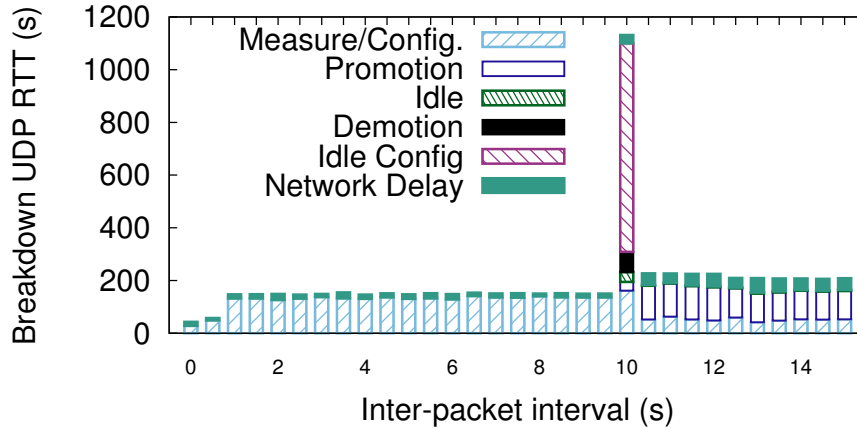 Breakdown UDP RTT (s)
1200
1000
800
600
400
200
0
Measure/Config.
Promotion
Idle
Demotion
Idle Config
Network Delay
0 2 4 6 8 10 12 14
Inter-packet interval (s)